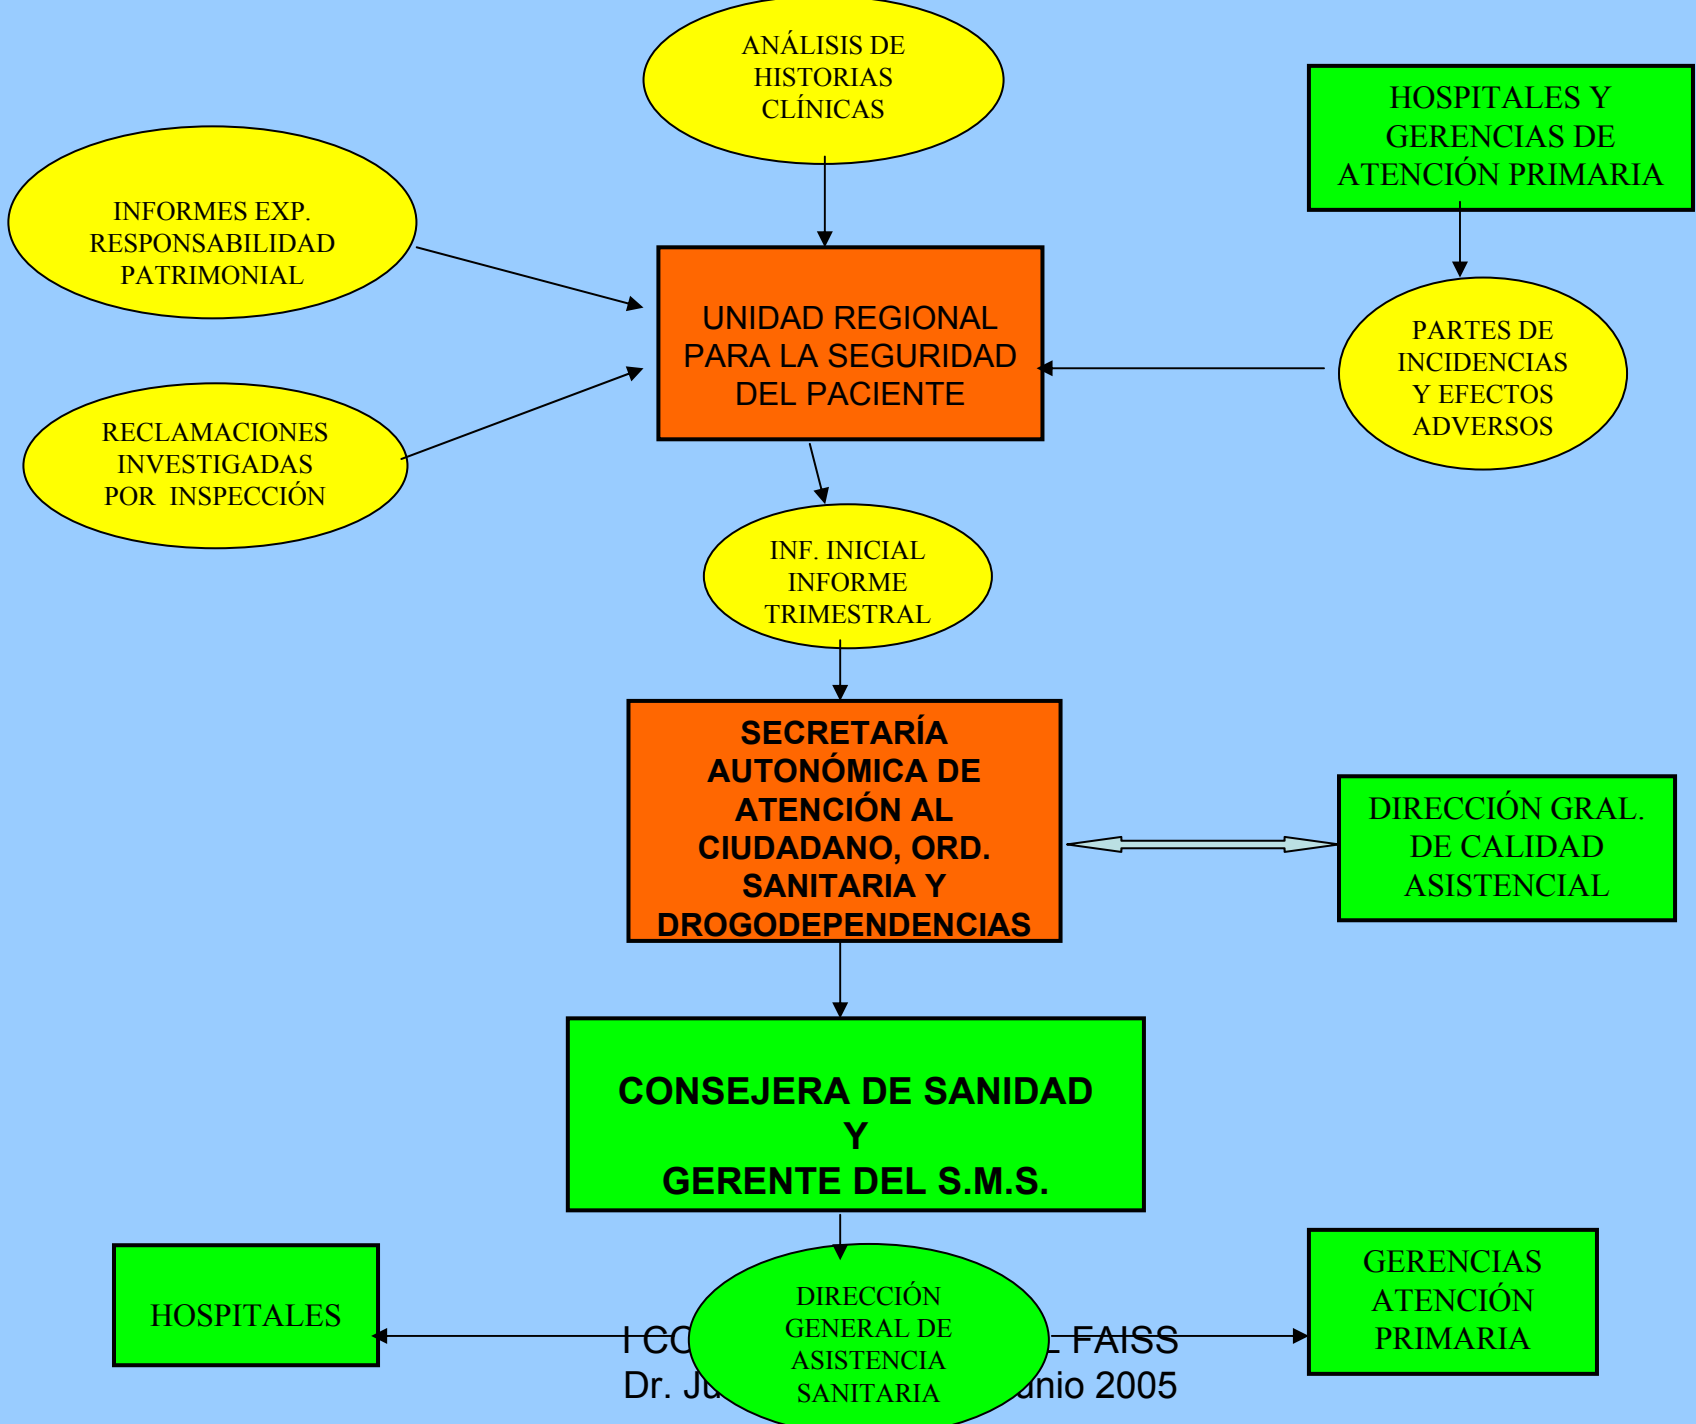 ANÁLISIS DE
HISTORIAS
CLÍNICAS
HOSPITALES Y
GERENCIAS DE
ATENCIÓN PRIMARIA
INFORMES EXP.
RESPONSABILIDAD
PATRIMONIAL
UNIDAD REGIONAL
PARA LA SEGURIDAD
DEL PACIENTE
PARTES DE
INCIDENCIAS
Y EFECTOS
ADVERSOS
RECLAMACIONES
INVESTIGADAS
POR INSPECCIÓN
INF. INICIAL
INFORME
TRIMESTRAL
SECRETARÍA
AUTONÓMICA DE
ATENCIÓN AL
CIUDADANO, ORD.
SANITARIA Y
DROGODEPENDENCIAS
DIRECCIÓN GRAL.
DE CALIDAD
ASISTENCIAL
CONSEJERA DE SANIDAD
Y
GERENTE DEL S.M.S.
HOSPITALES
DIRECCIÓN
GENERAL DE
ASISTENCIA
SANITARIA
GERENCIAS
ATENCIÓN
PRIMARIA
I FAISS
Dr. 2005